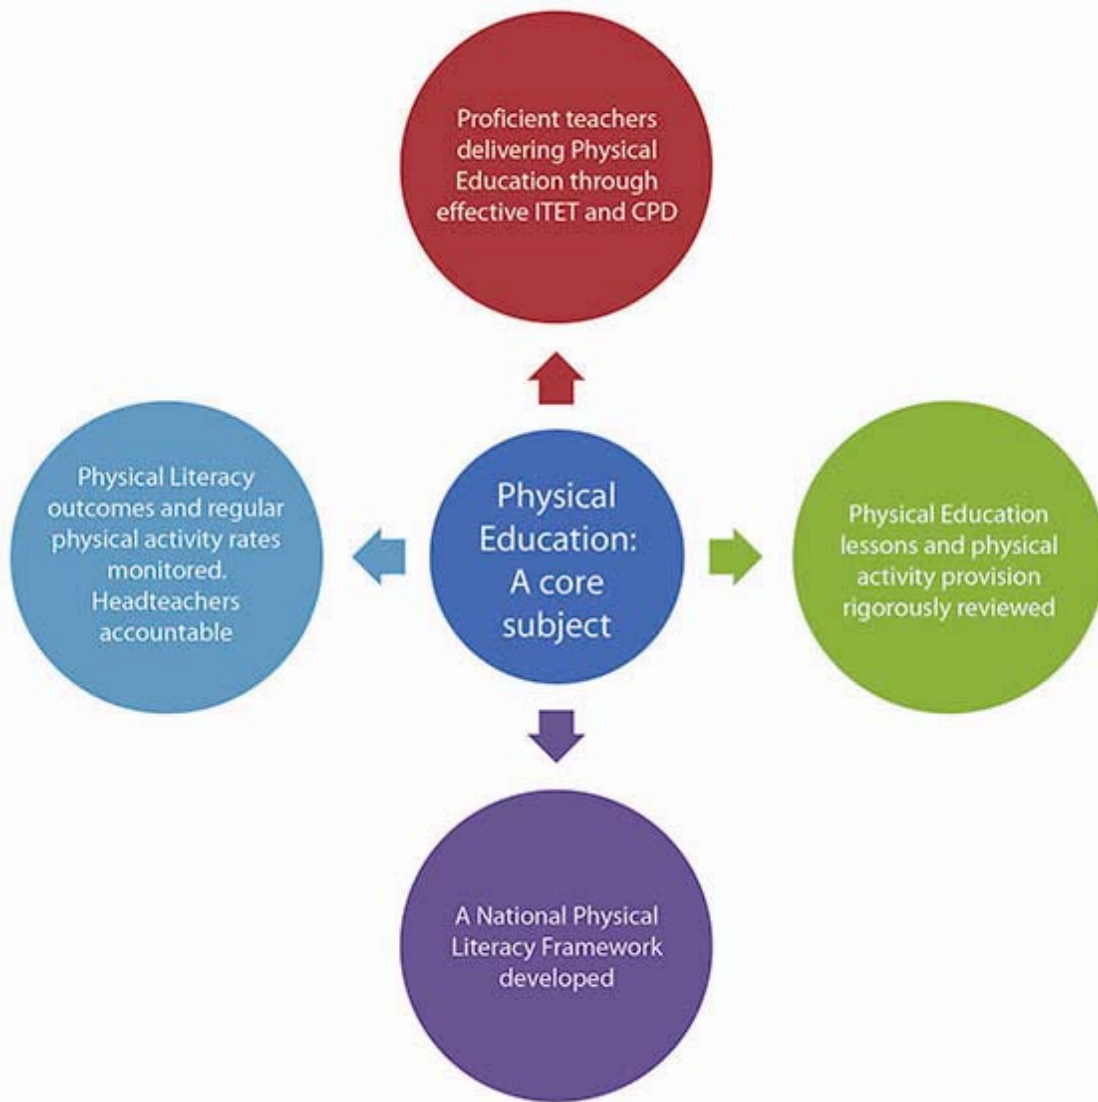 Proficient teachers
delivering Physical
Education through
effective ITET and CPD
Physical Literacy
outcomes and regular
physical activity rates
monitored.
Headteachers
accountable
Physical
Education:
A core
subject
Physical Education
lessons and physical
activity provision
rigorously reviewed
A National Physical
Literacy Framework
developed